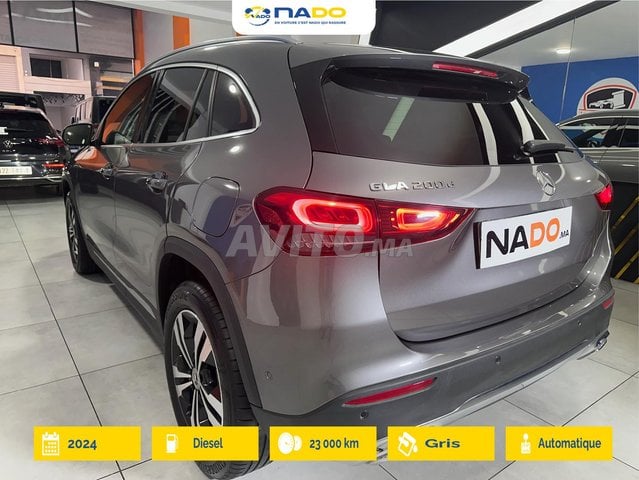 NADO
NADO
EN VOITURE C'EST NADO QUI RASSURE
GLA 200 d
AVITO.MA
NADO.MA
2024
Diesel
23 000 km
Gris
Automatique